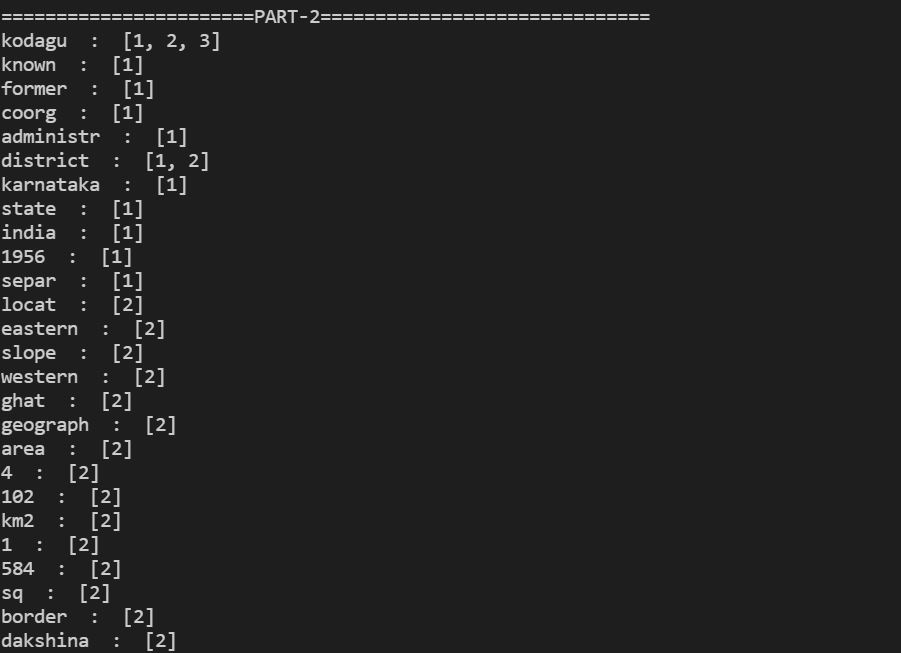 =======================PART-2==============================
kodagu  :  [1, 2, 3]
known  :  [1]
former  :  [1]
coorg  :  [1]
administr  :  [1]
district  :  [1, 2]
karnataka  :  [1]
state  :  [1]
india  :  [1]
1956  :  [1]
separ  :  [1]
locat  :  [2]
eastern  :  [2]
slope  :  [2]
western  :  [2]
ghat  :  [2]
geograph  :  [2]
area  :  [2]
4  :  [2]
102  :  [2]
km2  :  [2]
1  :  [2]
584  :  [2]
sq  :  [2]
border  :  [2]
dakshina  :  [2]